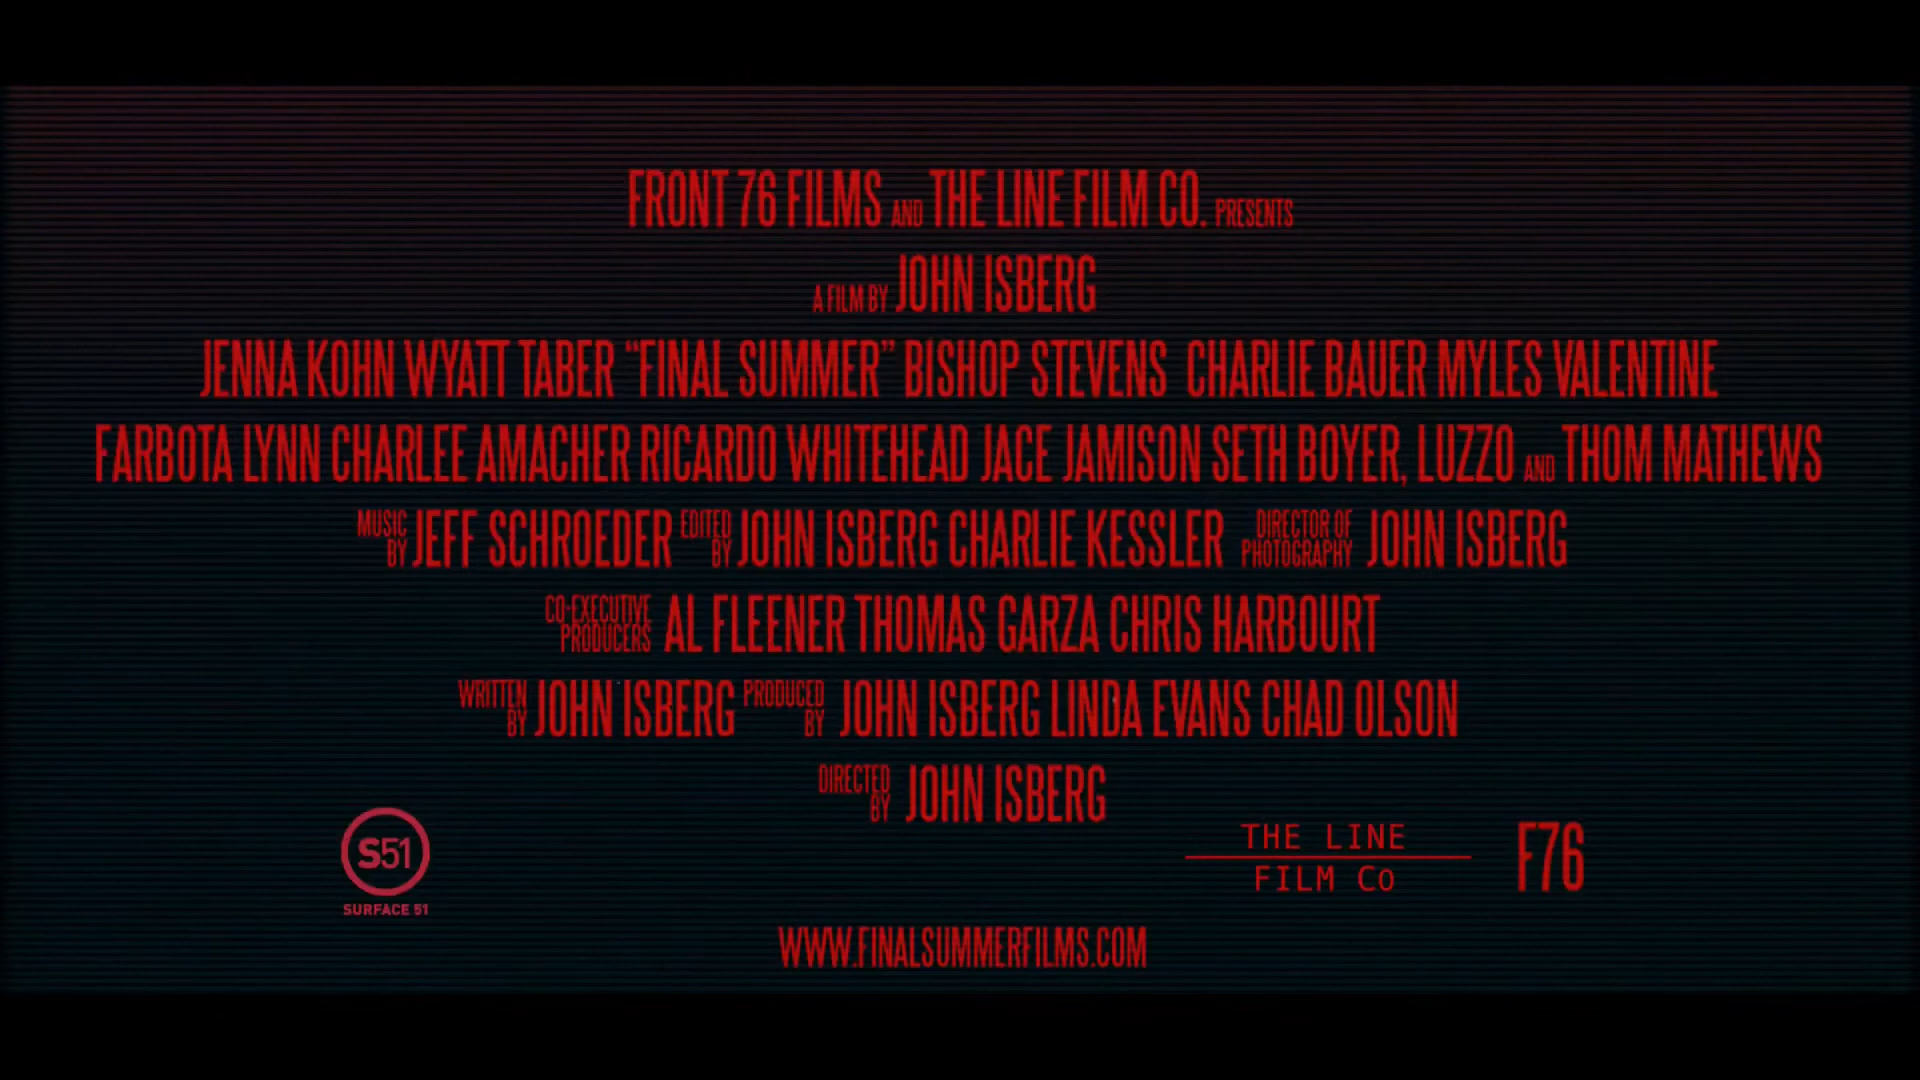 FRONT 76 FILMS AND THE LINE FILM CO. PRESENTS
A FILM BY JOHN ISBERG
JENNA KOHN WYATT TABER “FINAL SUMMER” BISHOP STEVENS CHARLIE BAUER MYLES VALENTINE
FARBOTA LYNN CHARLEE AMACHER RICARDO WHITEHEAD JACE JAMISON SETH BOYER, LUZZO AND THOM MATHEWS
MUSIC BY JEFF SCHROEDER EDITED BY JOHN ISBERG CHARLIE KESSLER DIRECTOR OF PHOTOGRAPHY JOHN ISBERG
CO-EXECUTIVE PRODUCERS AL FLEENER THOMAS GARZA CHRIS HARBOURT
WRITTEN BY JOHN ISBERG PRODUCED BY JOHN ISBERG LINDA EVANS CHAD OLSON
DIRECTED BY JOHN ISBERG
S51
SURFACE 51
THE LINE
FILM Co
F76
WWW.FINALSUMMERFILMS.COM